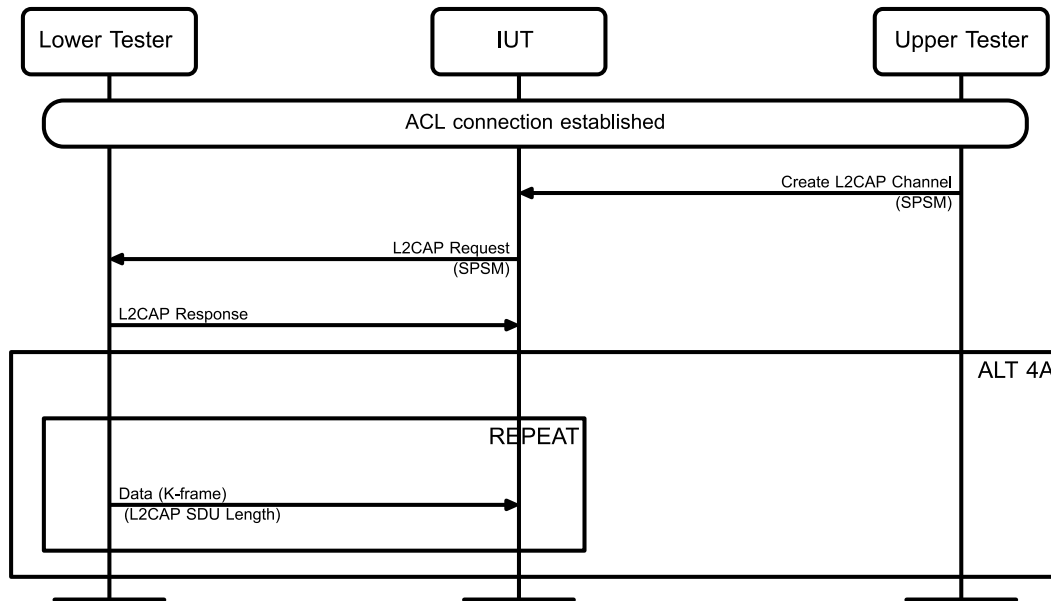 Lower Tester
IUT
Upper Tester
ACL connection established
Create L2CAP Channel
(SPSM)
L2CAP Request
(SPSM)
L2CAP Response
ALT 4A
REPEAT
Data (K-frame)
(L2CAP SDU Length)